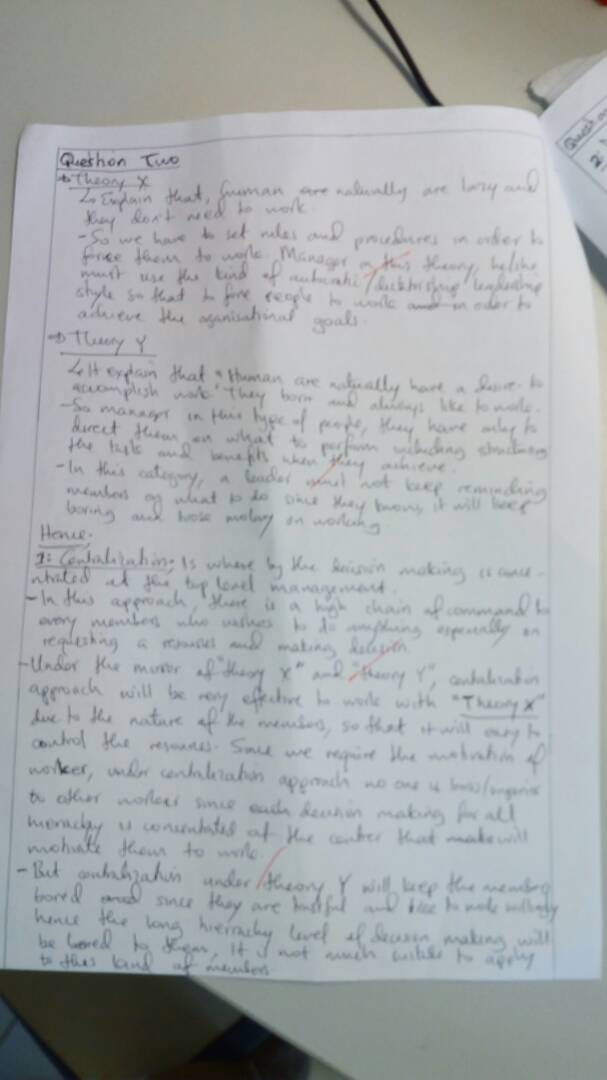 Question Two
Theory X
Explain that, human are naturally are lazy and
they don't need to work.
- So we have to set rules and procedures in order to
force them to work. Manager in this theory, he/she
must use the kind of autocratic/dictatorship leadership
style so that to force people to work and in order to
achieve the organisational goals.
Theory Y
It explain that "Human are naturally have a desire to
accomplish work" They born and always like to work.
- So manager in this type of people, they have only to
direct them on what to perform including structuring
the tasks and benefits when they achieve.
- In this category, a leader must not keep reminding
members on what to do since they knows, it will keep
boring and on working
Hence.
1: Centralization: Is where by the decision making is conce-
ntrated at the top level management.
- In this approach, there is a high chain of command to
every members who wishes to do anything especially on
requesting a resources and making decision.
- Under the mirror of "theory X" and "theory Y", centralization
approach will be very effective to work with "Theory X"
due to the nature of the members, so that it will easy to
control the resources. Since we require the motivation of
worker, under centralization approach no one is boss/
to other worker since each decision making for all
is concentrated at the center that make will
motivate them to work.
- But centralization under theory Y will keep the members
bored since they are and like to work willingly
hence the long hierrachy level of decision making will
be bored to them, It is not much suitable to apply
to this kind of members
Question
2